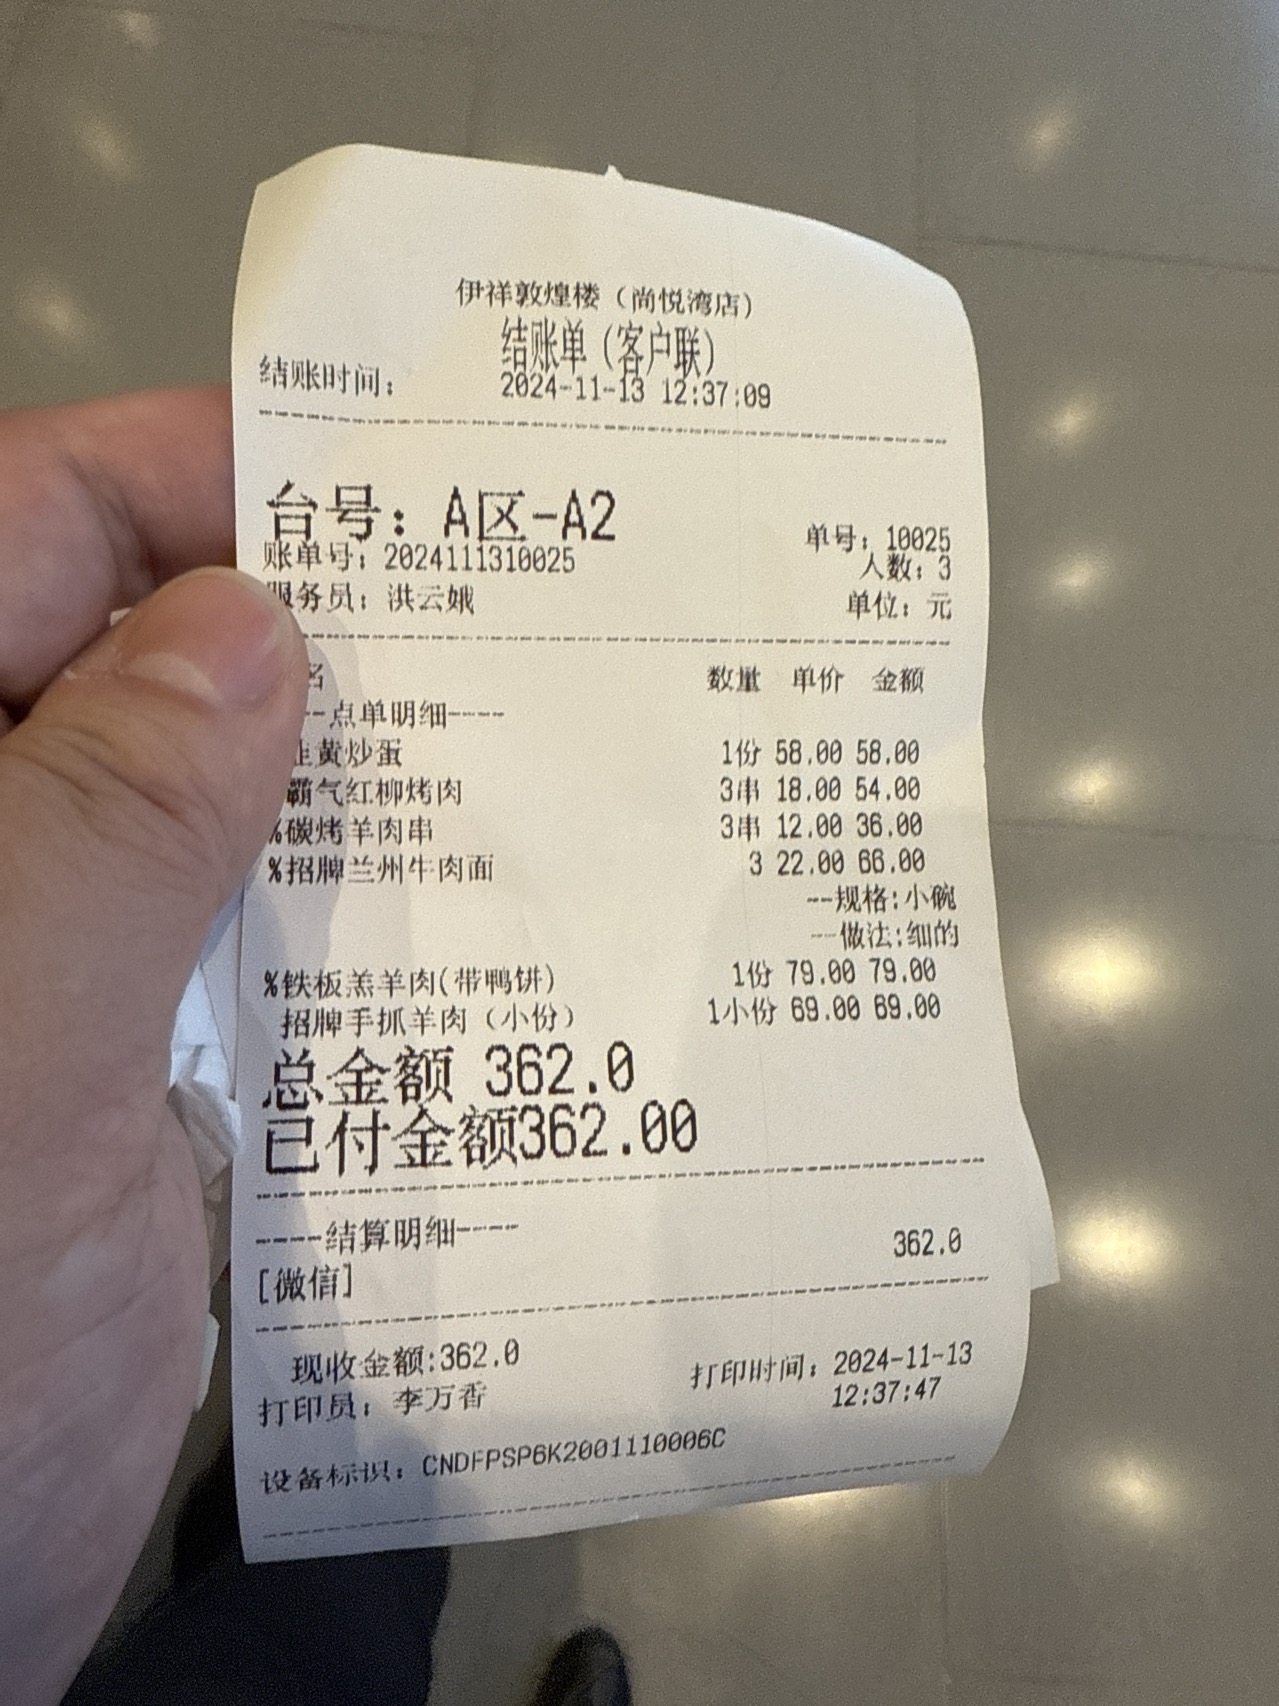 伊祥敦煌楼（尚悦湾店）
结账单（客户联）
结账时间： 2024-11-13 12:37:09
台号：A区-A2
单号：10025
账单号：2024111310025
人数：3
服务员：洪云娥
单位：元
名 数量 单价 金额
--点单明细----
韭黄炒蛋 1份 58.00 58.00
霸气红柳烤肉 3串 18.00 54.00
%碳烤羊肉串 3串 12.00 36.00
%招牌兰州牛肉面 3 22.00 66.00
--规格:小碗
--做法:细的
%铁板羔羊肉(带鸭饼) 1份 79.00 79.00
招牌手抓羊肉（小份） 1小份 69.00 69.00
总金额 362.0
已付金额362.00
----结算明细----
[微信] 362.0
现收金额:362.0
打印员：李万香 打印时间：2024-11-13
12:37:47
设备标识：CNDFPSP6K2001110006C